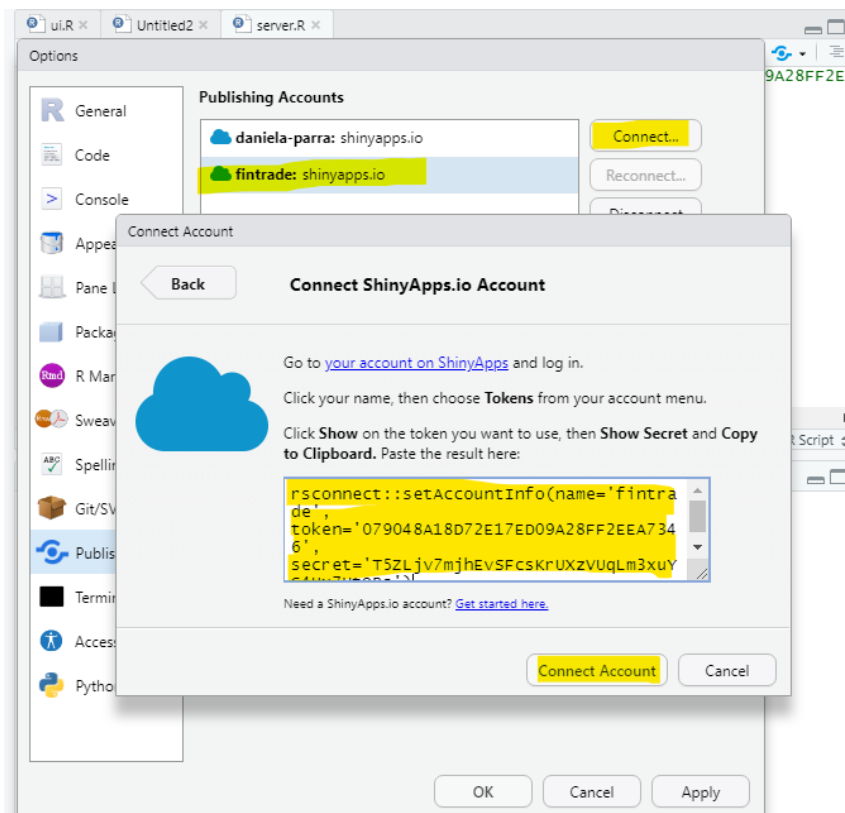 ui.R
Untitled2
server.R
Options
9A28FF2E
General
Code
Console
Appea
Pane L
Packa
R Mar
Sweav
Spellin
Git/SV
Publis
Termin
Access
Pytho
Publishing Accounts
daniela-parra: shinyapps.io
fintrade: shinyapps.io
Connect...
Reconnect...
Disconnect
Connect Account
Back
Connect ShinyApps.io Account
Go to your account on ShinyApps and log in.
Click your name, then choose Tokens from your account menu.
Click Show on the token you want to use, then Show Secret and Copy
to Clipboard. Paste the result here:
rsconnect::setAccountInfo(name='fintra
de',
token='079048A18D72E17ED09A28FF2EEA734
6',
secret='T5ZLjv7mjhEvSFcsKrUXzVUqLm3xuY
Need a ShinyApps.io account? Get started here.
Connect Account
Cancel
R Script
OK
Cancel
Apply